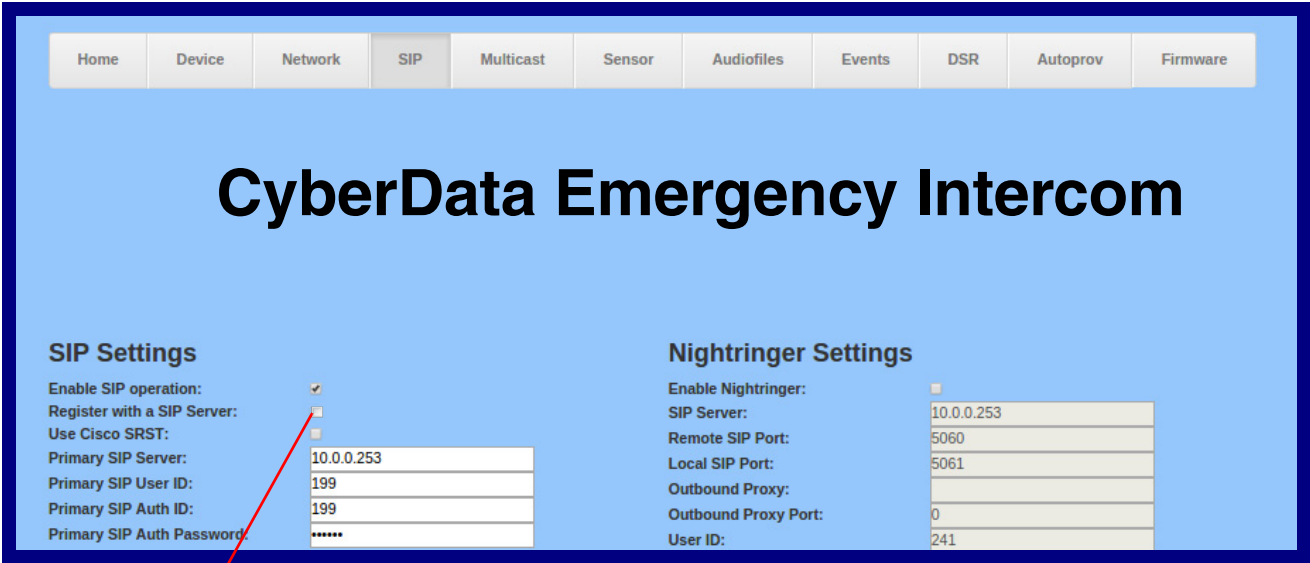 Home Device Network SIP Multicast Sensor Audiofiles Events DSR Autoprov Firmware
CyberData Emergency Intercom
SIP Settings
Enable SIP operation:
Register with a SIP Server:
Use Cisco SRST:
Primary SIP Server: 10.0.0.253
Primary SIP User ID: 199
Primary SIP Auth ID: 199
Primary SIP Auth Password: ••••••
Nightringer Settings
Enable Nightringer:
SIP Server: 10.0.0.253
Remote SIP Port: 5060
Local SIP Port: 5061
Outbound Proxy:
Outbound Proxy Port: 0
User ID: 241